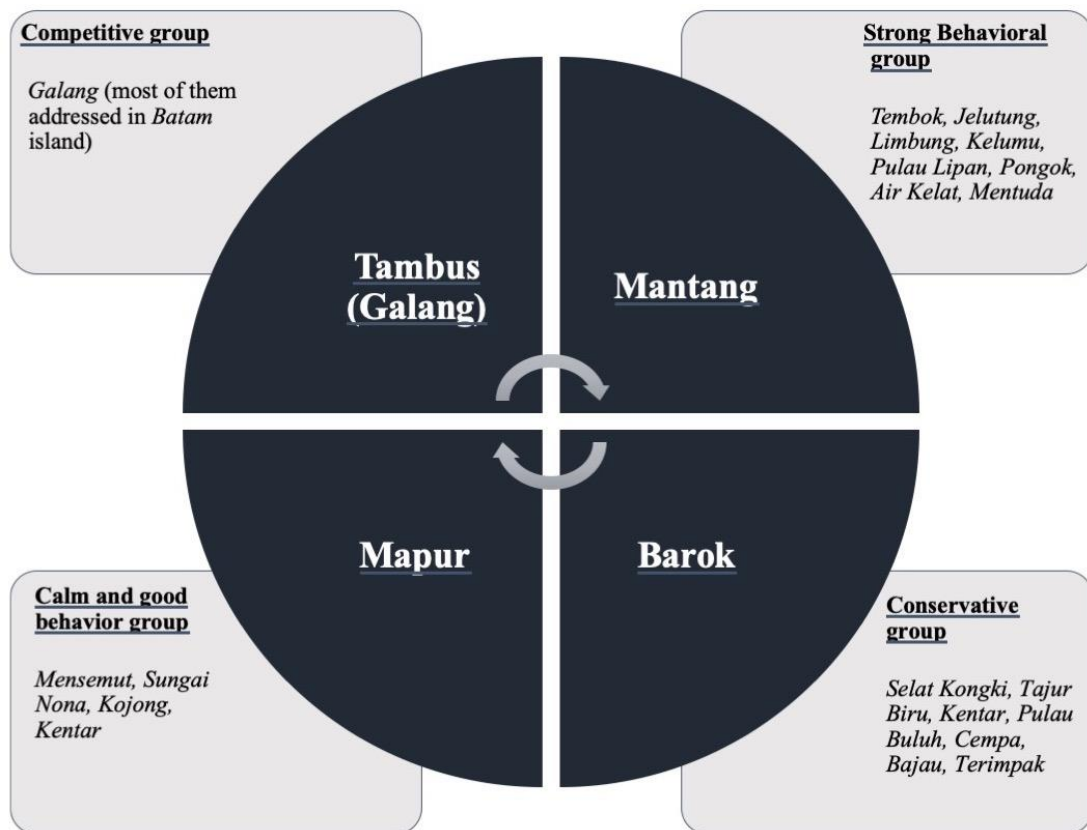 Competitive group
Galang (most of them
addressed in Batam
island)
Strong Behavioral
group
Tembok, Jelutung,
Limbung, Kelumu,
Pulau Lipan, Pongok,
Air Kelat, Mentuda
Tambus
(Galang)
Mantang
Mapur
Barok
Calm and good
behavior group
Mensemut, Sungai
Nona, Kojong,
Kentar
Conservative
group
Selat Kongki, Tajur
Biru, Kentar, Pulau
Buluh, Cempa,
Bajau, Terimpak